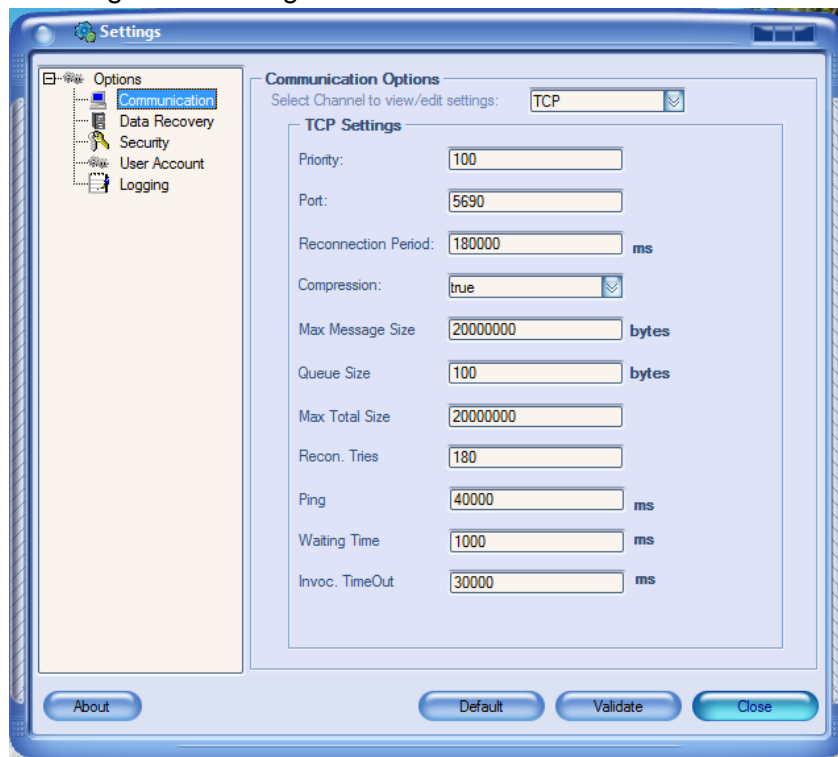 Settings
Options
Communication
Data Recovery
Security
User Account
Logging
Communication Options
Select Channel to view/edit settings: TCP
TCP Settings
Priority: 100
Port: 5690
Reconnection Period: 180000 ms
Compression: true
Max Message Size 20000000 bytes
Queue Size 100 bytes
Max Total Size 20000000
Recon. Tries 180
Ping 40000 ms
Waiting Time 1000 ms
Invoc. TimeOut 30000 ms
About Default Validate Close